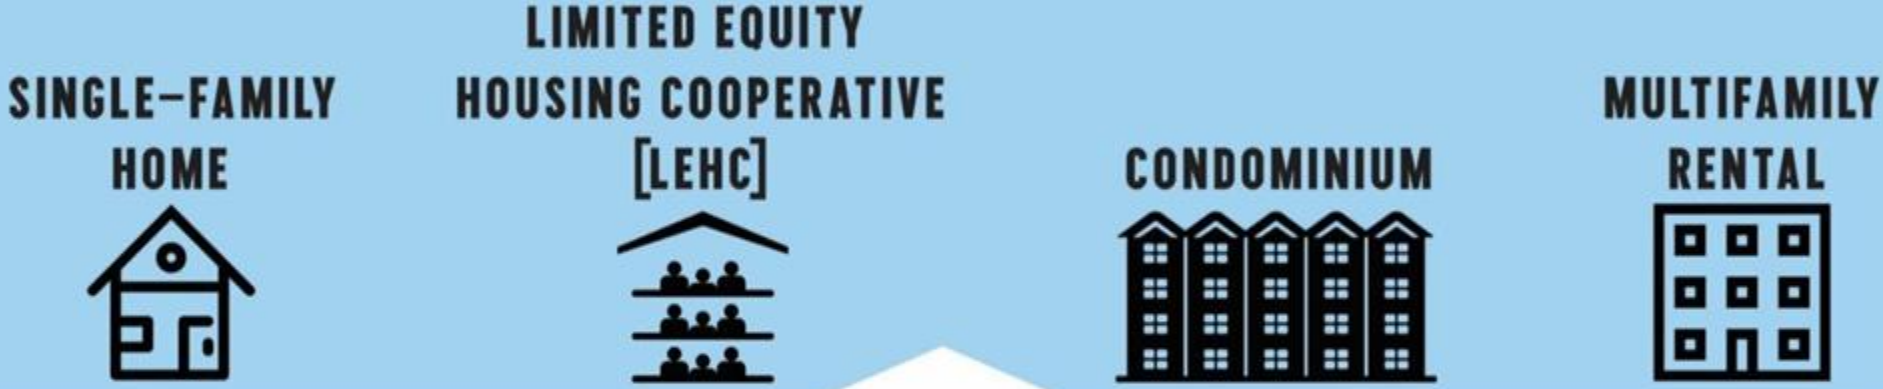 SINGLE–FAMILY
HOME
LIMITED EQUITY
HOUSING COOPERATIVE
[LEHC]
CONDOMINIUM
MULTIFAMILY
RENTAL